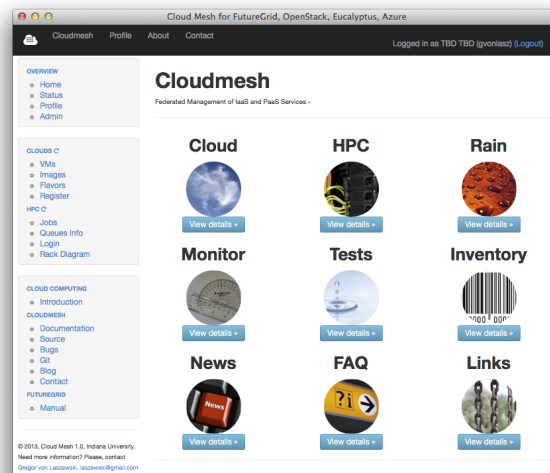 Cloud Mesh for FutureGrid, OpenStack, Eucalyptus, Azure
Cloudmesh Profile About Contact
Logged in as TBD TBD (gvonlasz) (Logout)
OVERVIEW
Home
Status
Profile
Admin
CLOUDS
VMs
Images
Flavors
Register
HPC
Jobs
Queues Info
Login
Rack Diagram
CLOUD COMPUTING
Introduction
CLOUDMESH
Documentation
Source
Bugs
Git
Blog
Contact
FUTUREGRID
Manual
© 2013, Cloud Mesh 1.0, Indiana University.
Need more information? Please, contact
Gregor von Laszewski, laszewski@gmail.com
Cloudmesh
Federated Management of IaaS and PaaS Services -
Cloud HPC Rain
View details » View details » View details »
Monitor Tests Inventory
0000 000
View details » View details » View details »
News FAQ Links
News
?i
View details » View details » View details »